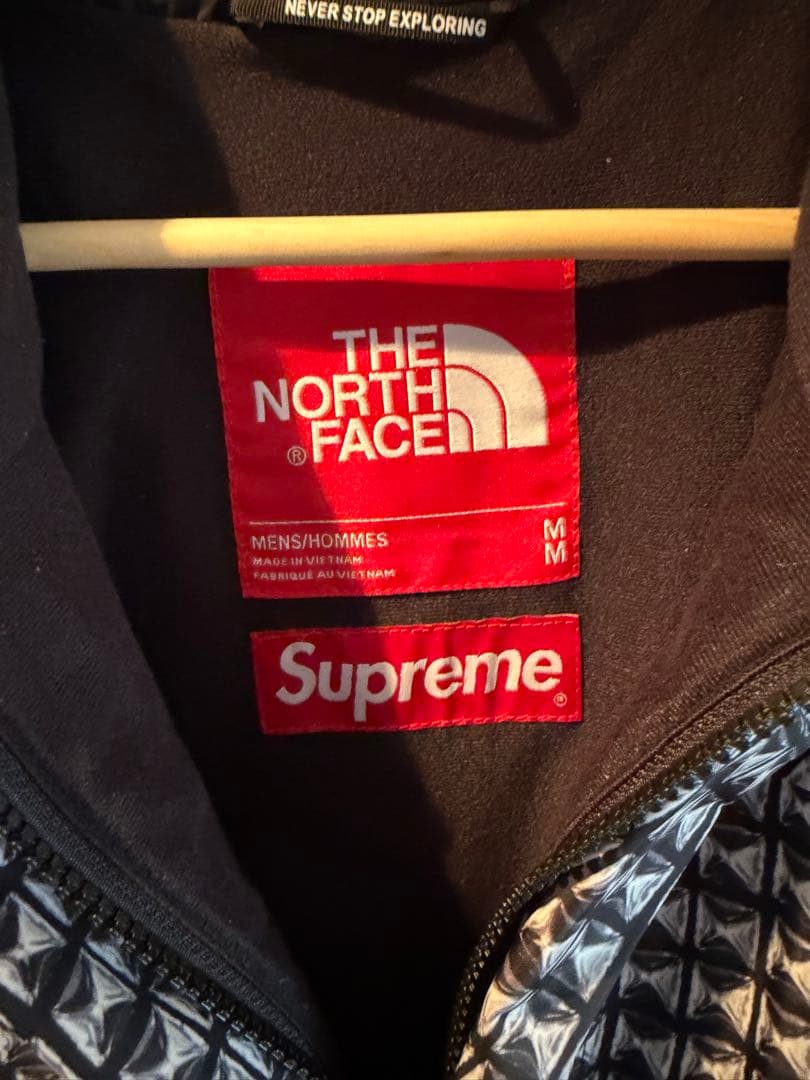 NEVER STOP EXPLORING
THE
NORTH
FACE
®
MENS/HOMMES
MADE IN VIETNAM
FABRIQUÉ AU VIETNAM
M
M
Supreme
®